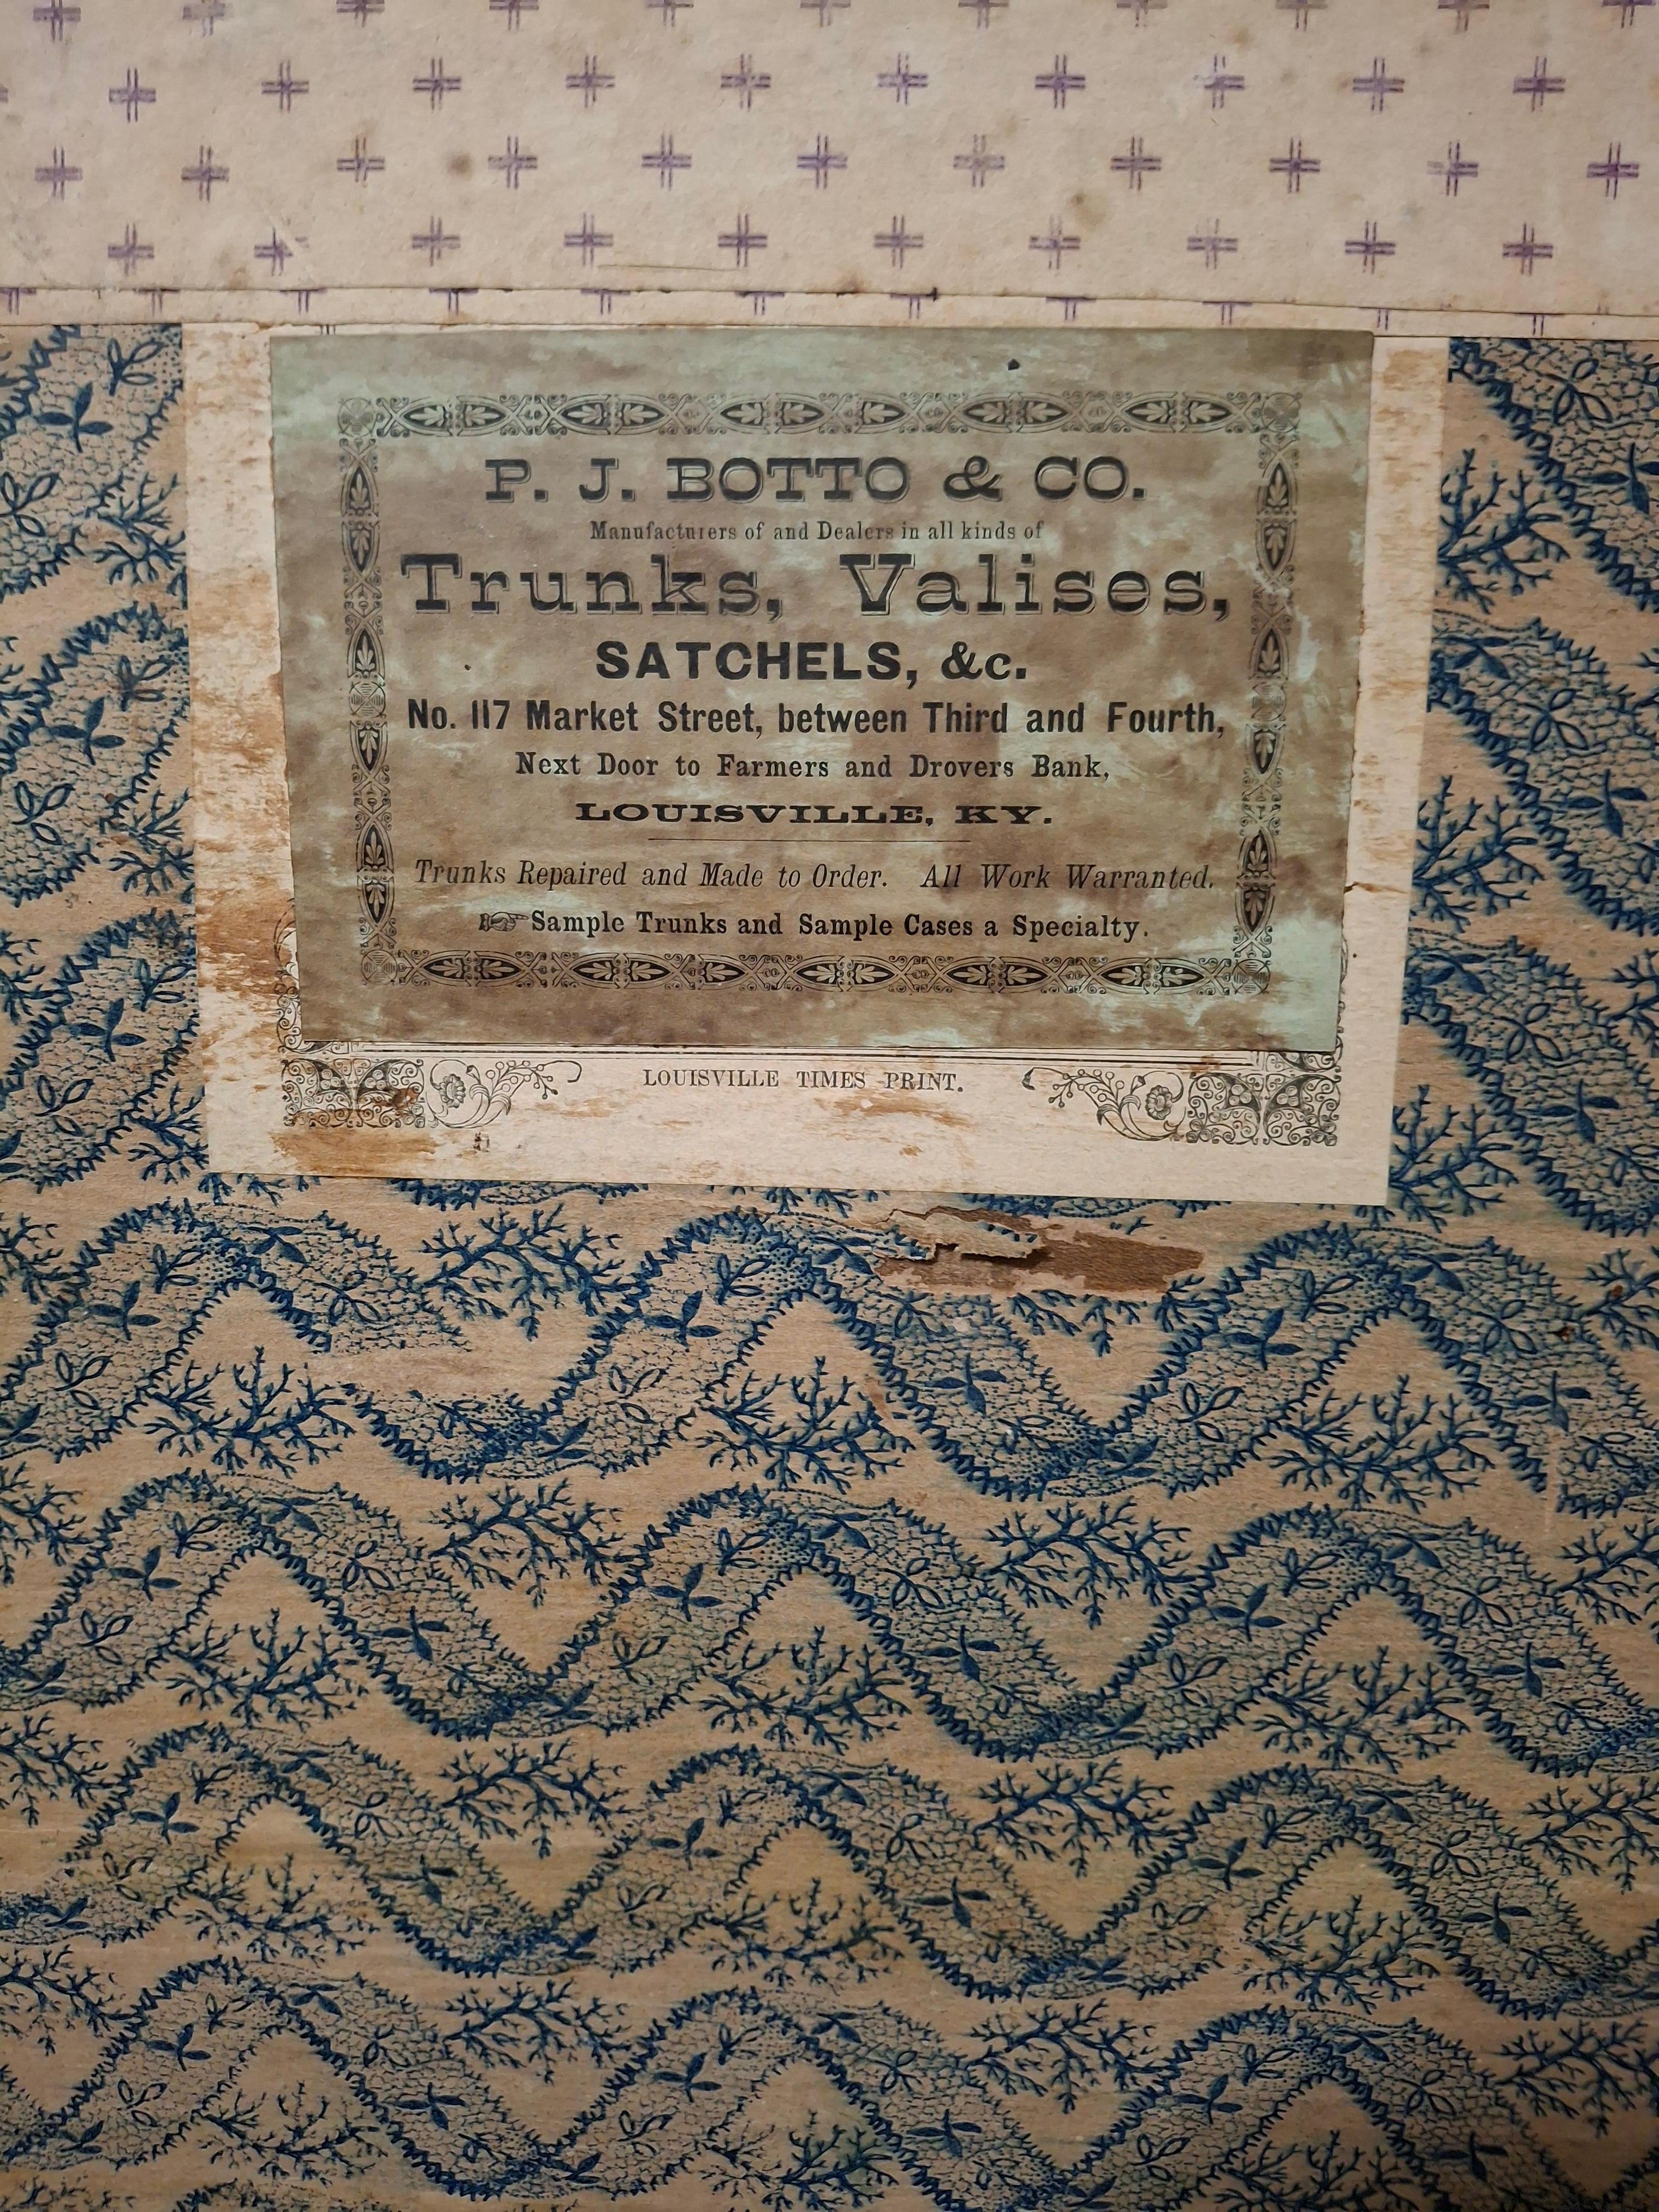 P. J. BOTTO & CO.
Manufacturers of and Dealers in all kinds of
Trunks, Valises,
SATCHELS, &c.
No. 117 Market Street, between Third and Fourth,
Next Door to Farmers and Drovers Bank,
LOUISVILLE, KY.
Trunks Repaired and Made to Order. All Work Warranted.
☞ Sample Trunks and Sample Cases a Specialty.
LOUISVILLE TIMES PRINT.